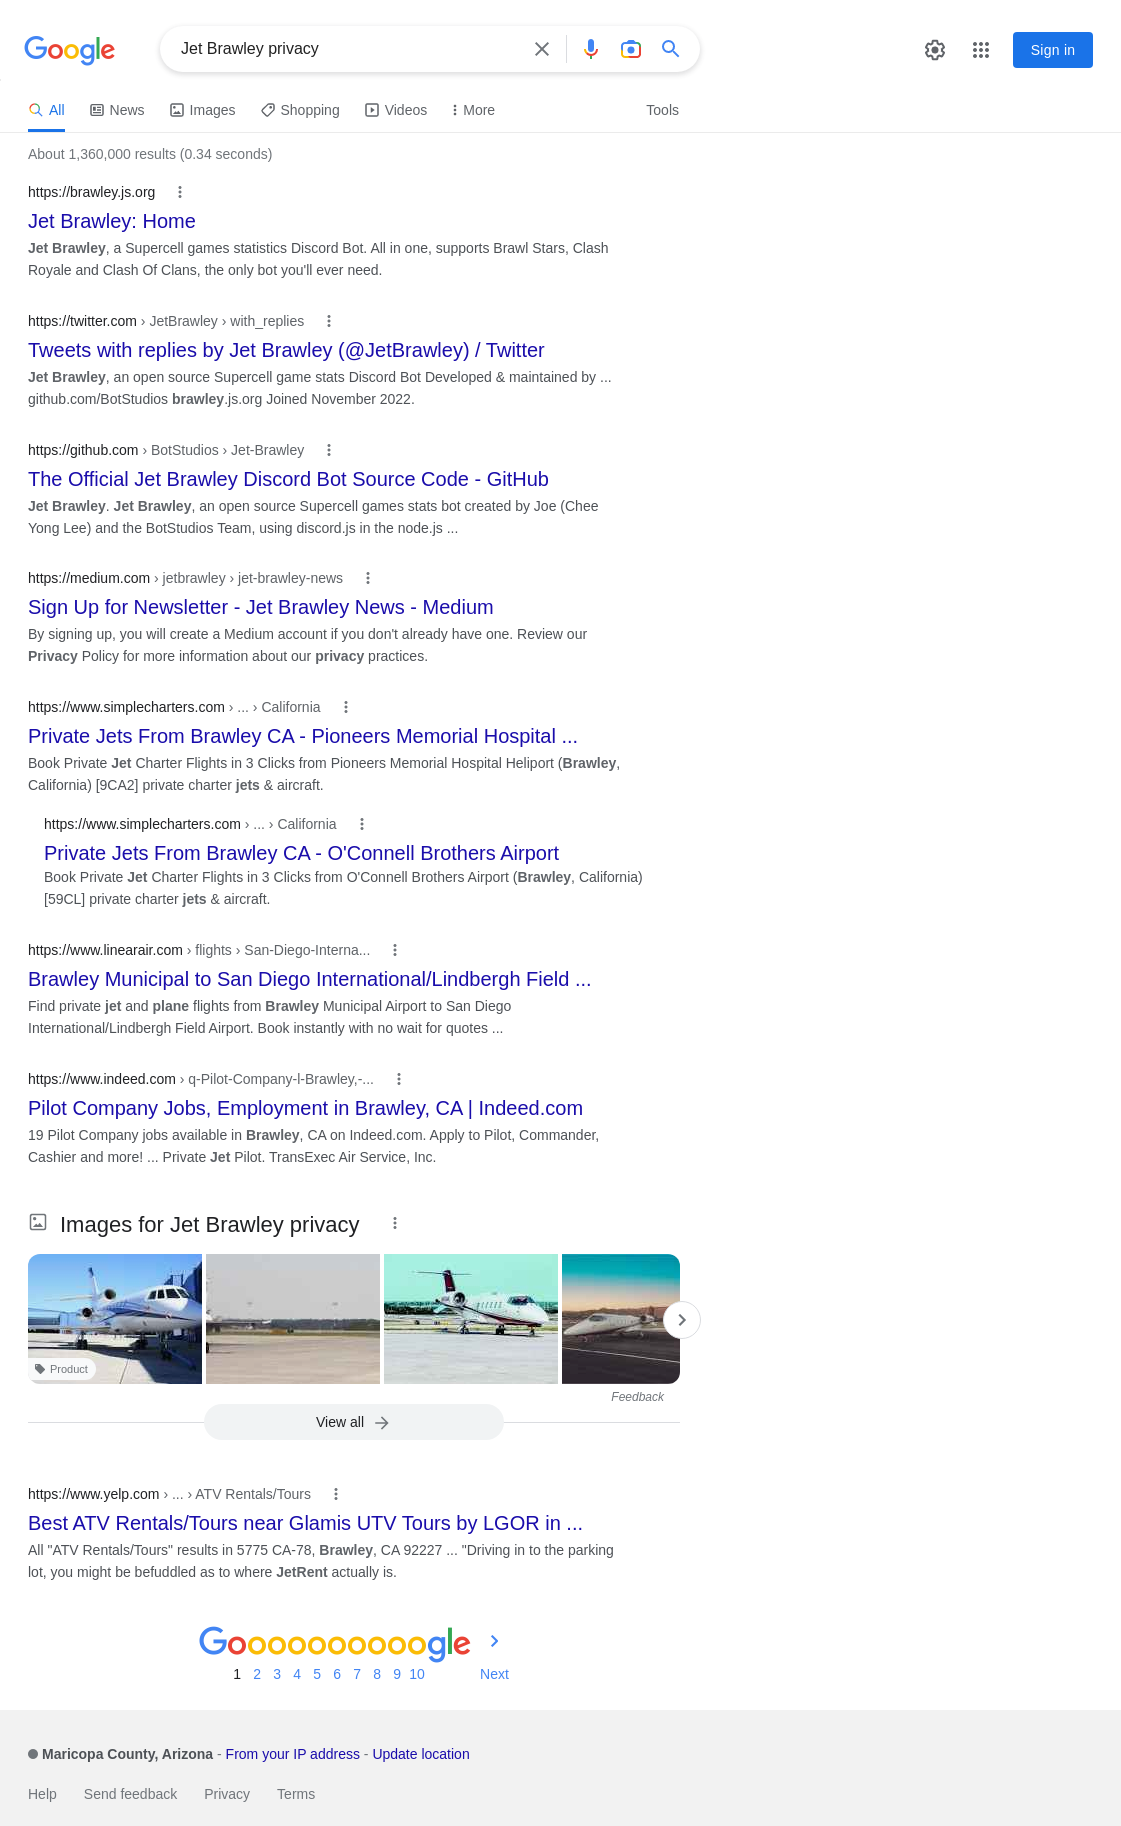 Google
Jet Brawley privacy
Sign in
All
News
Images
Shopping
Videos
More
Tools
About 1,360,000 results (0.34 seconds)
https://brawley.js.org
Jet Brawley: Home
Jet Brawley, a Supercell games statistics Discord Bot. All in one, supports Brawl Stars, Clash
Royale and Clash Of Clans, the only bot you'll ever need.
https://twitter.com › JetBrawley › with_replies
Tweets with replies by Jet Brawley (@JetBrawley) / Twitter
Jet Brawley, an open source Supercell game stats Discord Bot Developed & maintained by ...
github.com/BotStudios brawley.js.org Joined November 2022.
https://github.com › BotStudios › Jet-Brawley
The Official Jet Brawley Discord Bot Source Code - GitHub
Jet Brawley. Jet Brawley, an open source Supercell games stats bot created by Joe (Chee
Yong Lee) and the BotStudios Team, using discord.js in the node.js ...
https://medium.com › jetbrawley › jet-brawley-news
Sign Up for Newsletter - Jet Brawley News - Medium
By signing up, you will create a Medium account if you don't already have one. Review our
Privacy Policy for more information about our privacy practices.
https://www.simplecharters.com › ... › California
Private Jets From Brawley CA - Pioneers Memorial Hospital ...
Book Private Jet Charter Flights in 3 Clicks from Pioneers Memorial Hospital Heliport (Brawley,
California) [9CA2] private charter jets & aircraft.
https://www.simplecharters.com › ... › California
Private Jets From Brawley CA - O'Connell Brothers Airport
Book Private Jet Charter Flights in 3 Clicks from O'Connell Brothers Airport (Brawley, California)
[59CL] private charter jets & aircraft.
https://www.linearair.com › flights › San-Diego-Interna...
Brawley Municipal to San Diego International/Lindbergh Field ...
Find private jet and plane flights from Brawley Municipal Airport to San Diego
International/Lindbergh Field Airport. Book instantly with no wait for quotes ...
https://www.indeed.com › q-Pilot-Company-l-Brawley,-...
Pilot Company Jobs, Employment in Brawley, CA | Indeed.com
19 Pilot Company jobs available in Brawley, CA on Indeed.com. Apply to Pilot, Commander,
Cashier and more! ... Private Jet Pilot. TransExec Air Service, Inc.
Images for Jet Brawley privacy
Product
Feedback
View all
https://www.yelp.com › ... › ATV Rentals/Tours
Best ATV Rentals/Tours near Glamis UTV Tours by LGOR in ...
All "ATV Rentals/Tours" results in 5775 CA-78, Brawley, CA 92227 ... "Driving in to the parking
lot, you might be befuddled as to where JetRent actually is.
Goooooooooogle
1 2 3 4 5 6 7 8 9 10 Next
Maricopa County, Arizona - From your IP address - Update location
Help Send feedback Privacy Terms